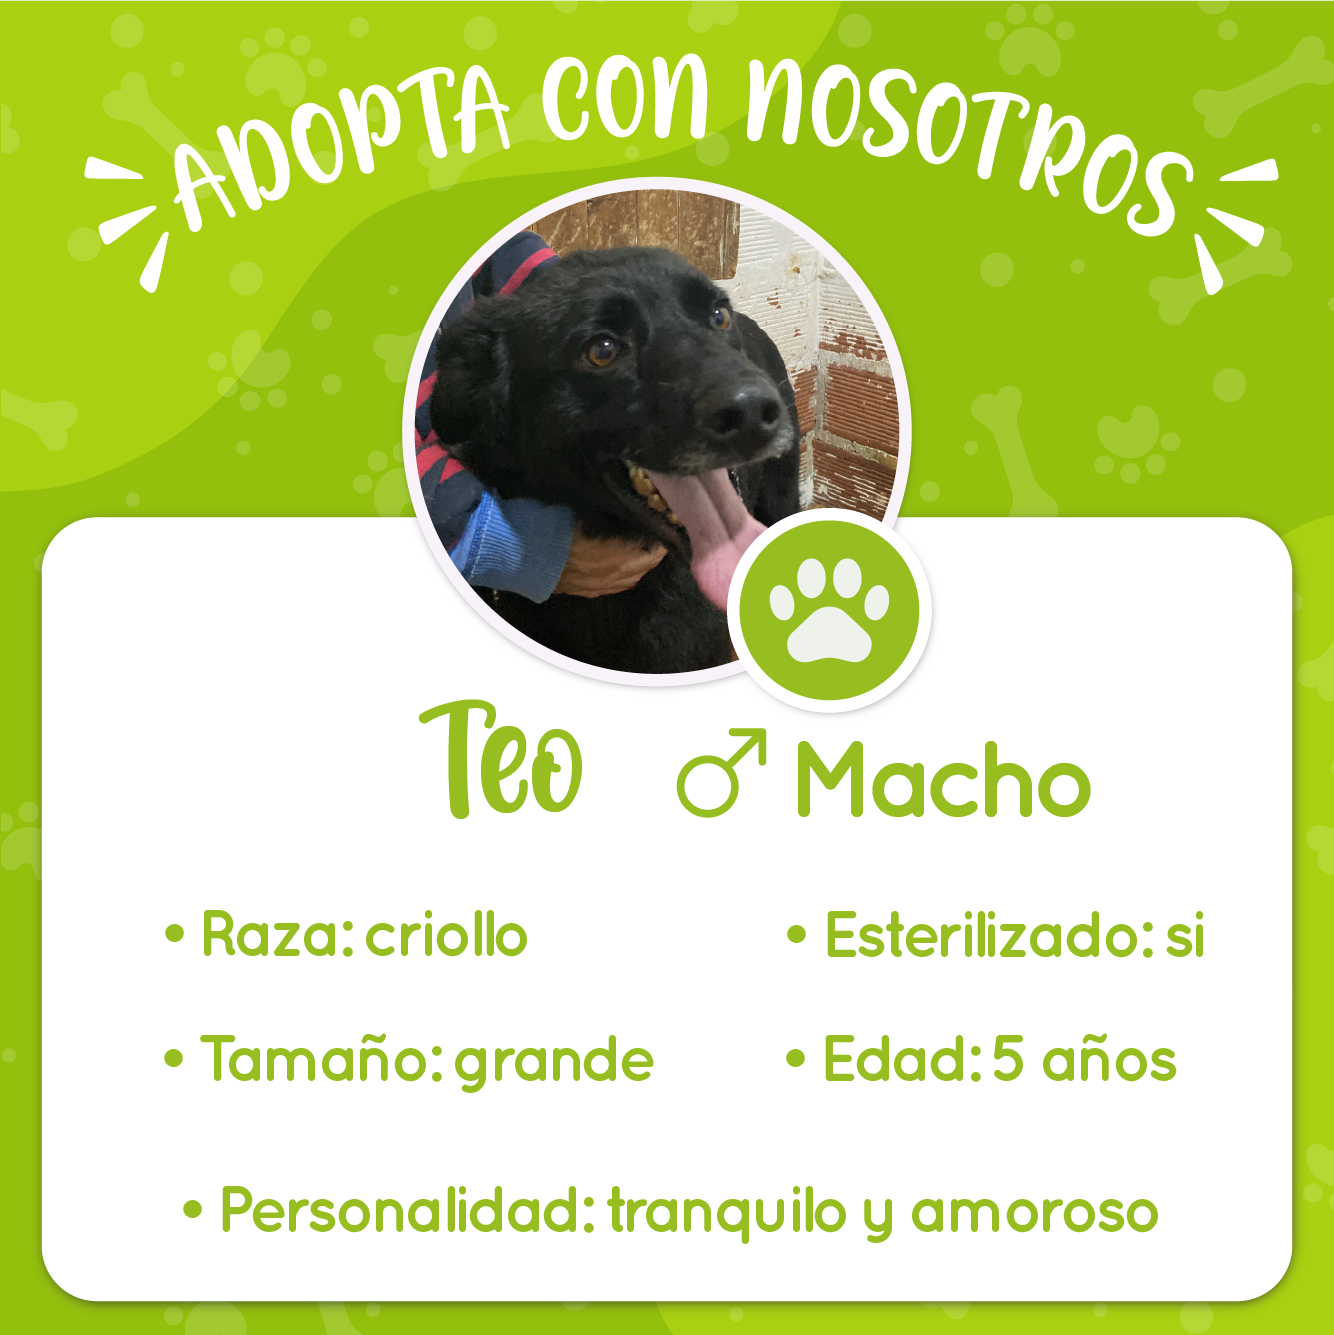 ADOPTA CON NOSOTROS
Teo ♂ Macho
• Raza: criollo
• Esterilizado: si
• Tamaño: grande
• Edad: 5 años
• Personalidad: tranquilo y amoroso